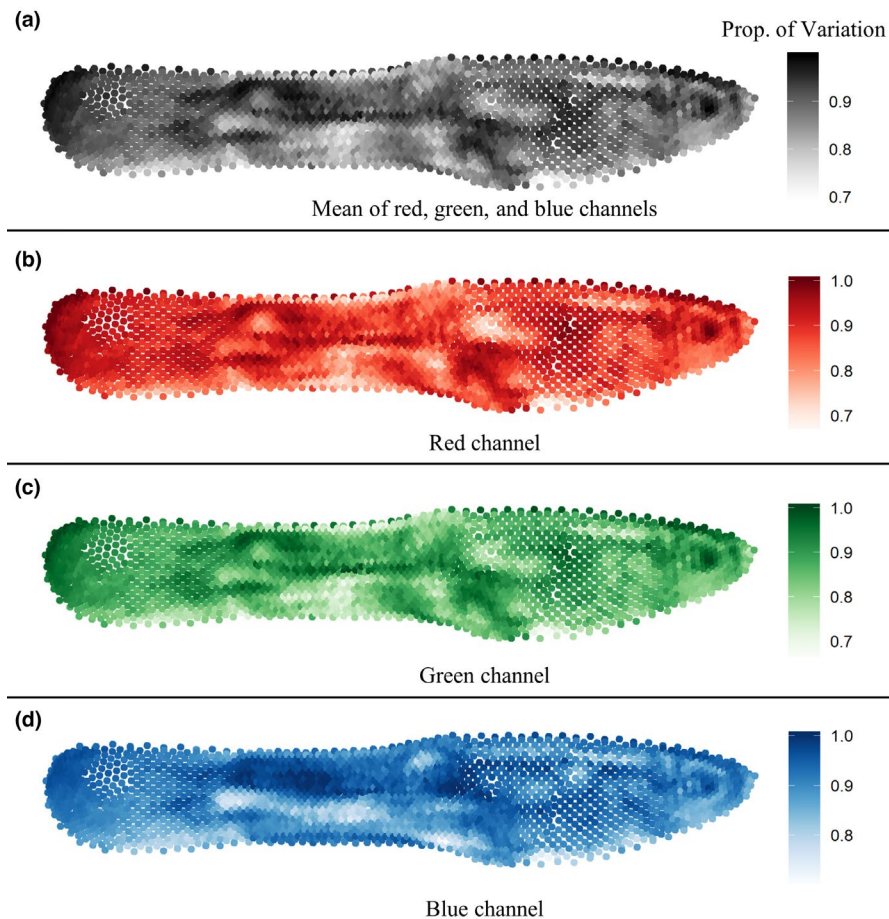 (a)
Prop. of Variation
0.9
0.8
0.7
Mean of red, green, and blue channels
(b)
1.0
0.9
0.8
0.7
Red channel
(c)
1.0
0.9
0.8
0.7
Green channel
(d)
1.0
0.9
0.8
Blue channel